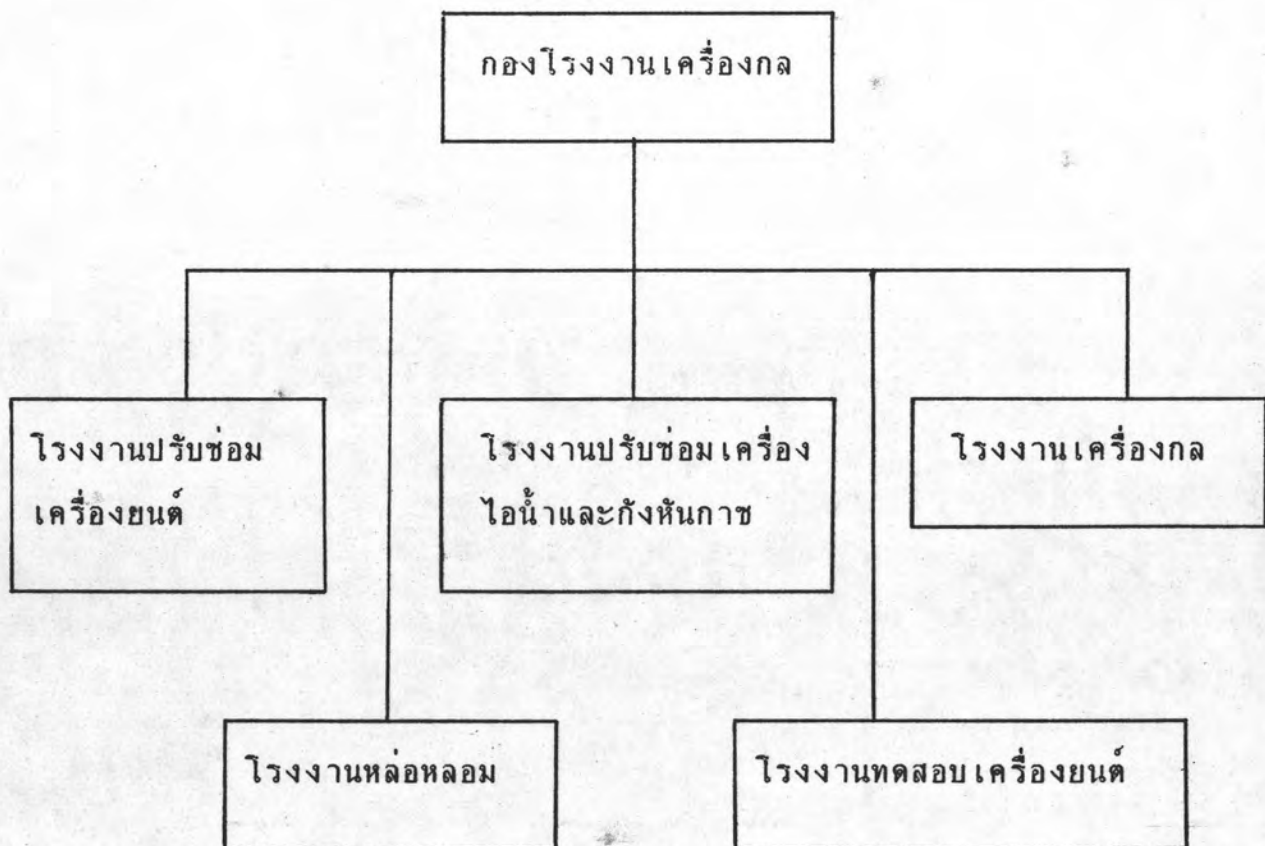 กองโรงงานเครื่องกล
โรงงานปรับซ่อม
เครื่องยนต์
โรงงานปรับซ่อมเครื่อง
ไอน้ำและกังหันกาซ
โรงงานเครื่องกล
โรงงานหล่อหลอม
โรงงานทดสอบเครื่องยนต์